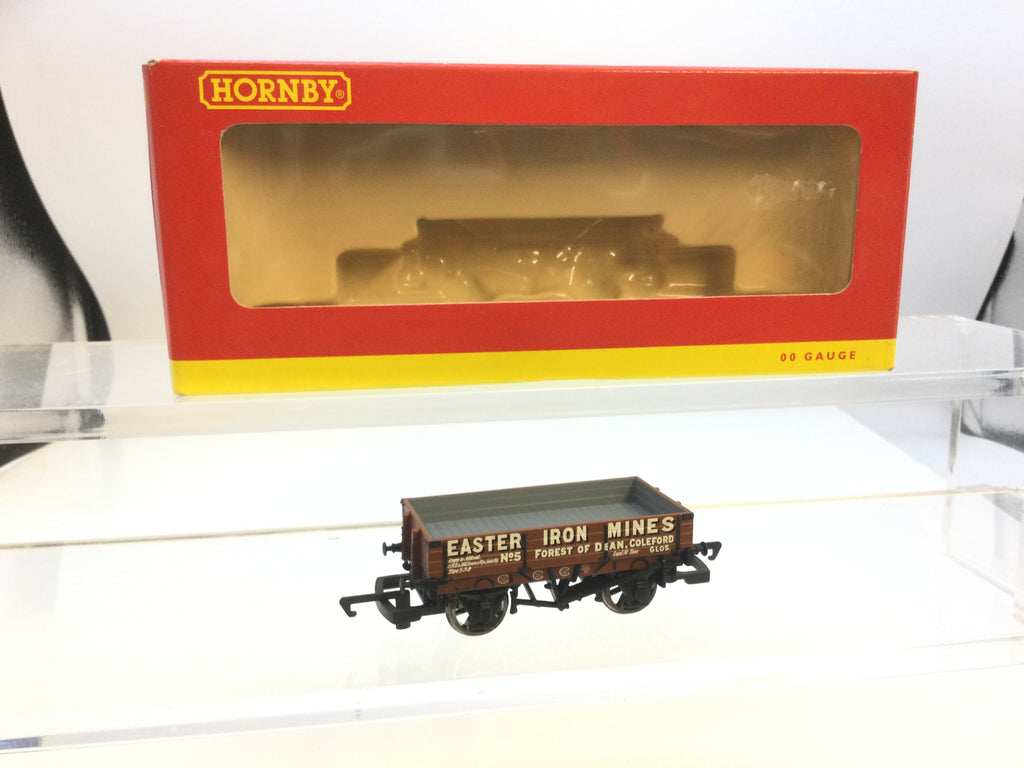 HORNBY®
00 GAUGE
EASTER IRON MINES
Nº5 FOREST OF DEAN, COLEFORD
GLOS.